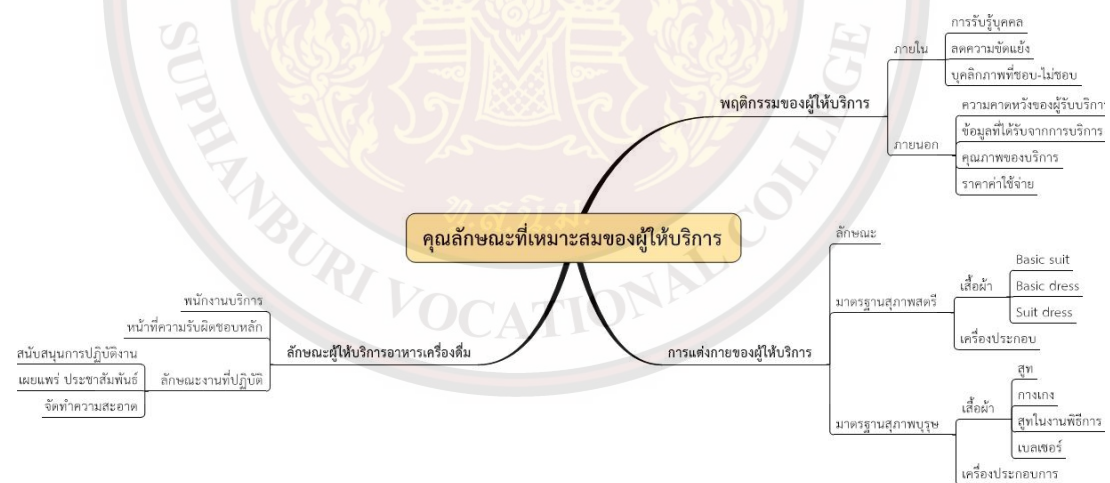 การรับรู้บุคคล
ภายใน
ลดความขัดแย้ง
บุคลิกภาพที่ชอบ-ไม่ชอบ
พฤติกรรมของผู้ให้บริการ
ความคาดหวังของผู้รับบริการ
ข้อมูลที่ได้รับจากการบริการ
ภายนอก
คุณภาพของบริการ
ราคาค่าใช้จ่าย
SUPHANBURI VOCATIONAL COLLEGE
ท.ส.นิ.ม.
คุณลักษณะที่เหมาะสมของผู้ให้บริการ
ลักษณะ
Basic suit
เสื้อผ้า
Basic dress
มาตรฐานสุภาพสตรี
Suit dress
เครื่องประกอบ
การแต่งกายของผู้ให้บริการ
สูท
กางเกง
เสื้อผ้า
สูทในงานพิธีการ
มาตรฐานสุภาพบุรุษ
เบลเซอร์
เครื่องประกอบการ
พนักงานบริการ
หน้าที่ความรับผิดชอบหลัก
ลักษณะผู้ให้บริการอาหารเครื่องดื่ม
สนับสนุนการปฏิบัติงาน
เผยแพร่ ประชาสัมพันธ์
ลักษณะงานที่ปฏิบัติ
จัดทำความสะอาด